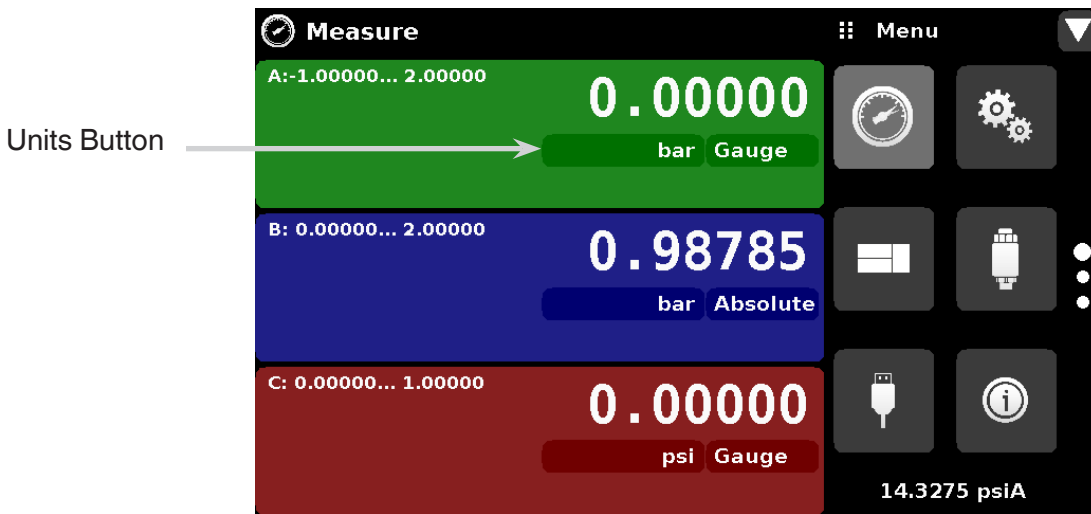 Measure
Menu
A:-1.00000... 2.00000
0.00000
Units Button
bar Gauge
B: 0.00000... 2.00000
0.98785
bar Absolute
C: 0.00000... 1.00000
0.00000
psi Gauge
14.3275 psiA